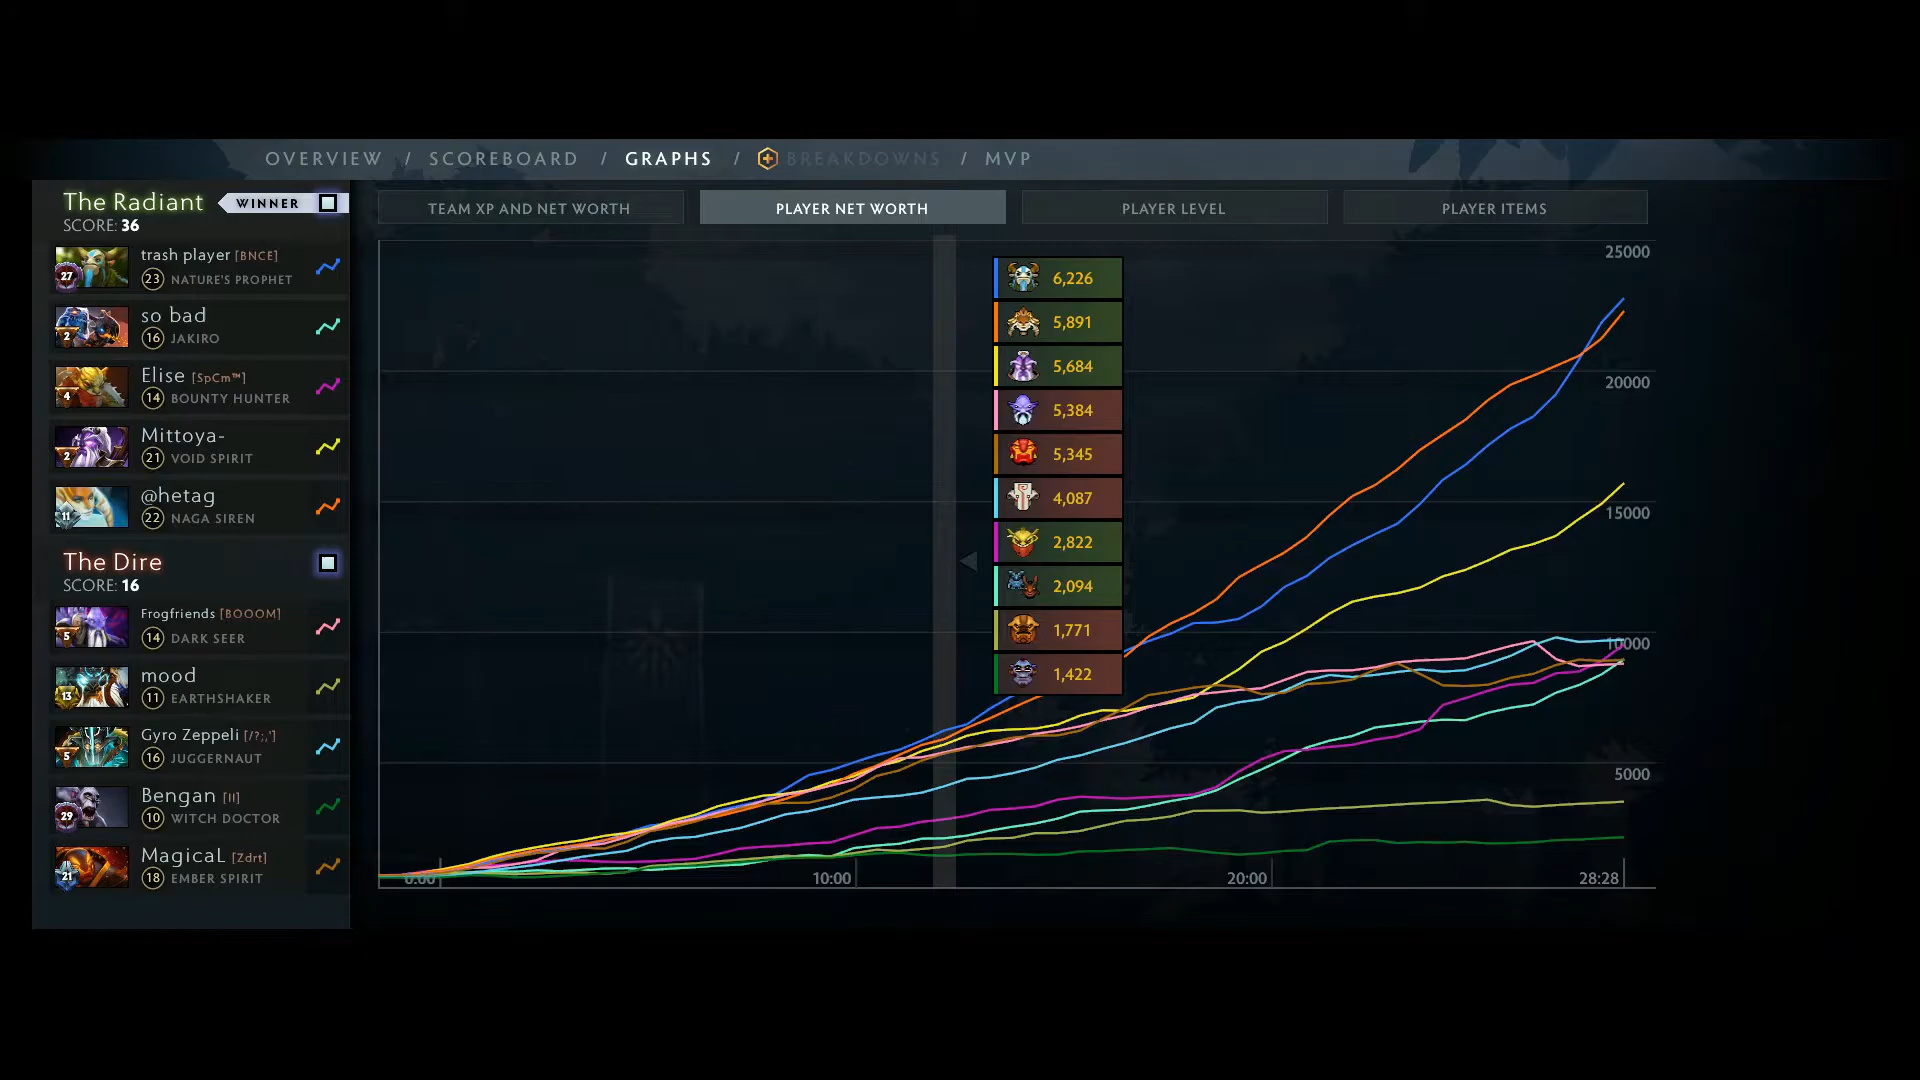 OVERVIEW / SCOREBOARD / GRAPHS / BREAKDOWNS / MVP
The Radiant WINNER
SCORE: 36
trash player [BNCE]
27 23 NATURE'S PROPHET
so bad
2 16 JAKIRO
Elise [SpCm™]
4 14 BOUNTY HUNTER
Mittoya-
2 21 VOID SPIRIT
@hetag
11 22 NAGA SIREN
The Dire
SCORE: 16
Frogfriends [BOOOM]
5 14 DARK SEER
mood
13 11 EARTHSHAKER
Gyro Zeppeli [/?;,']
5 16 JUGGERNAUT
Bengan [II]
29 10 WITCH DOCTOR
MagicaL [Zdrt]
21 18 EMBER SPIRIT
TEAM XP AND NET WORTH PLAYER NET WORTH PLAYER LEVEL PLAYER ITEMS
25000
20000
15000
10000
5000
6,226
5,891
5,684
5,384
5,345
4,087
2,822
2,094
1,771
1,422
0:00 10:00 20:00 28:28